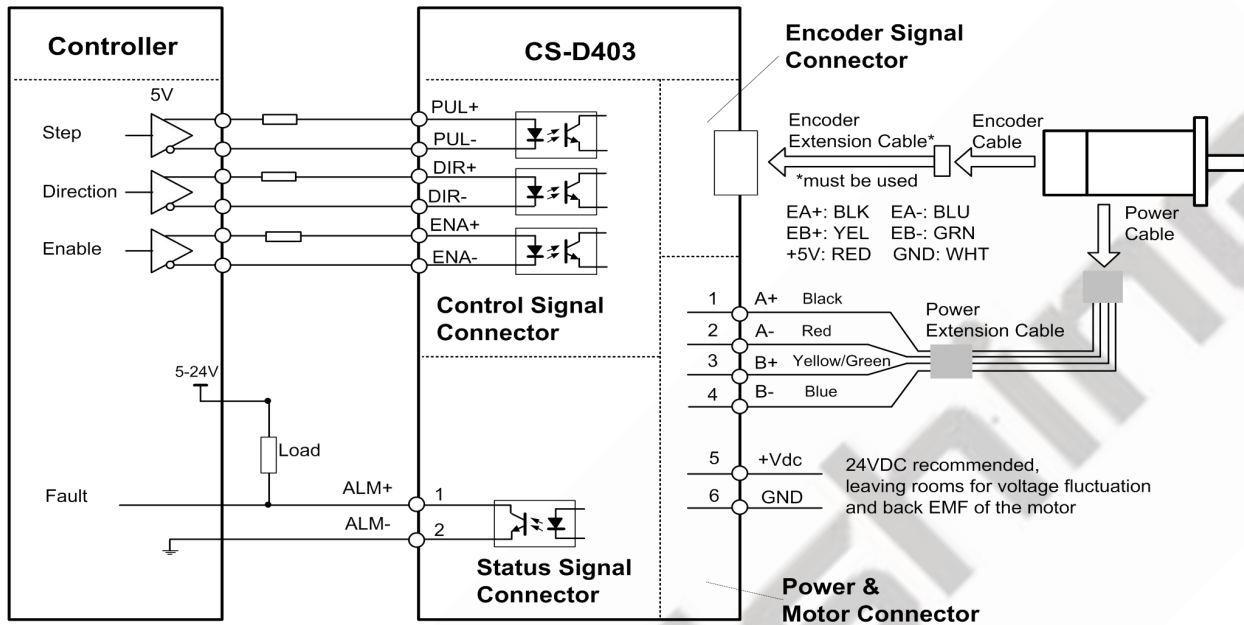 Controller
5V
Step
Direction
Enable
5-24V
Load
Fault
ALM+
ALM-
CS-D403
PUL+
PUL-
DIR+
DIR-
ENA+
ENA-
Control Signal
Connector
1
2
Status Signal
Connector
Encoder Signal
Connector
Encoder
Extension Cable*
*must be used
Encoder
Cable
EA+: BLK EA-: BLU
EB+: YEL EB-: GRN
+5V: RED GND: WHT
Power
Cable
1 A+ Black
2 A- Red
3 B+ Yellow/Green
4 B- Blue
Power
Extension Cable
5 +Vdc
6 GND
24VDC recommended,
leaving rooms for voltage fluctuation
and back EMF of the motor
Power &
Motor Connector